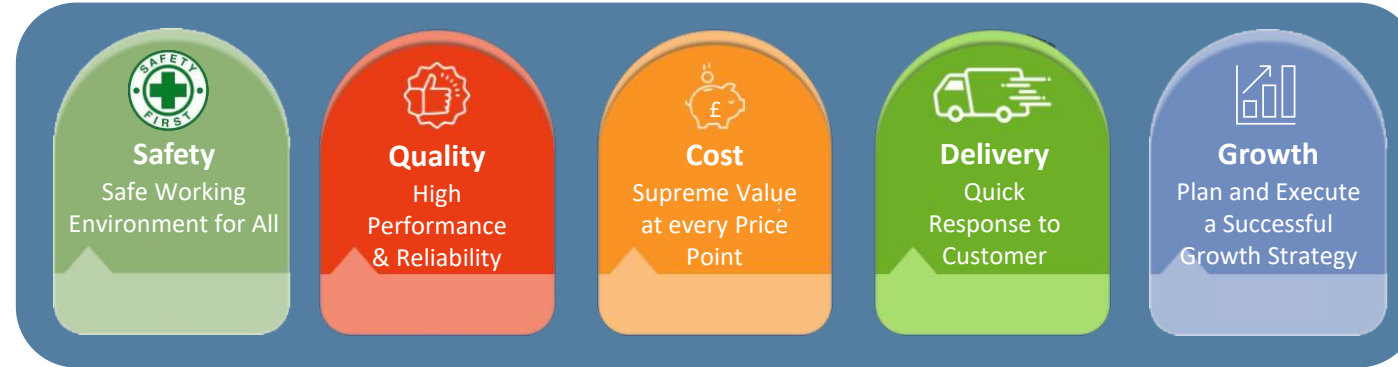 SAFETY
FIRST
Safety
Safe Working
Environment for All
Quality
High
Performance
& Reliability
£
Cost
Supreme Value
at every Price
Point
Delivery
Quick
Response to
Customer
Growth
Plan and Execute
a Successful
Growth Strategy